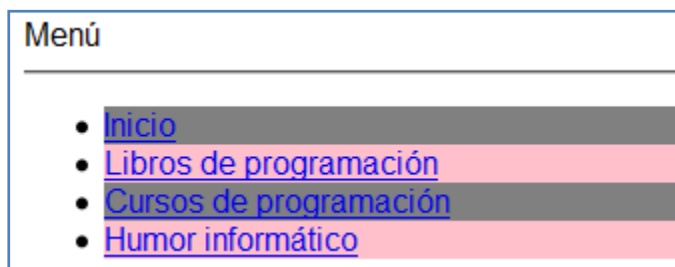 Menú
Inicio
Libros de programación
Cursos de programación
Humor informático